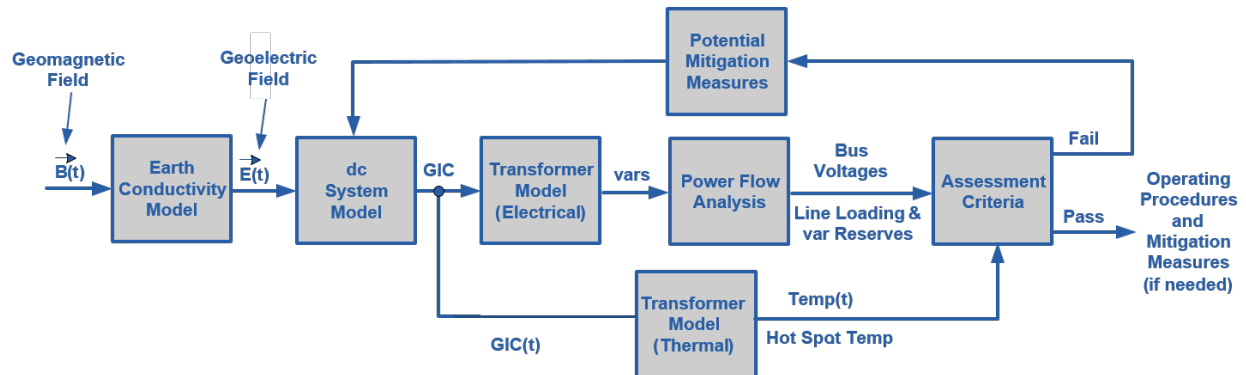 Geomagnetic
Field
Geoelectric
Field
Potential
Mitigation
Measures
B(t)
Earth
Conductivity
Model
E(t)
dc
System
Model
GIC
Transformer
Model
(Electrical)
vars
Power Flow
Analysis
Bus
Voltages
Line Loading &
var Reserves
Assessment
Criteria
Fail
Pass
Operating
Procedures
and
Mitigation
Measures
(if needed)
GIC(t)
Transformer
Model
(Thermal)
Temp(t)
Hot Spot Temp